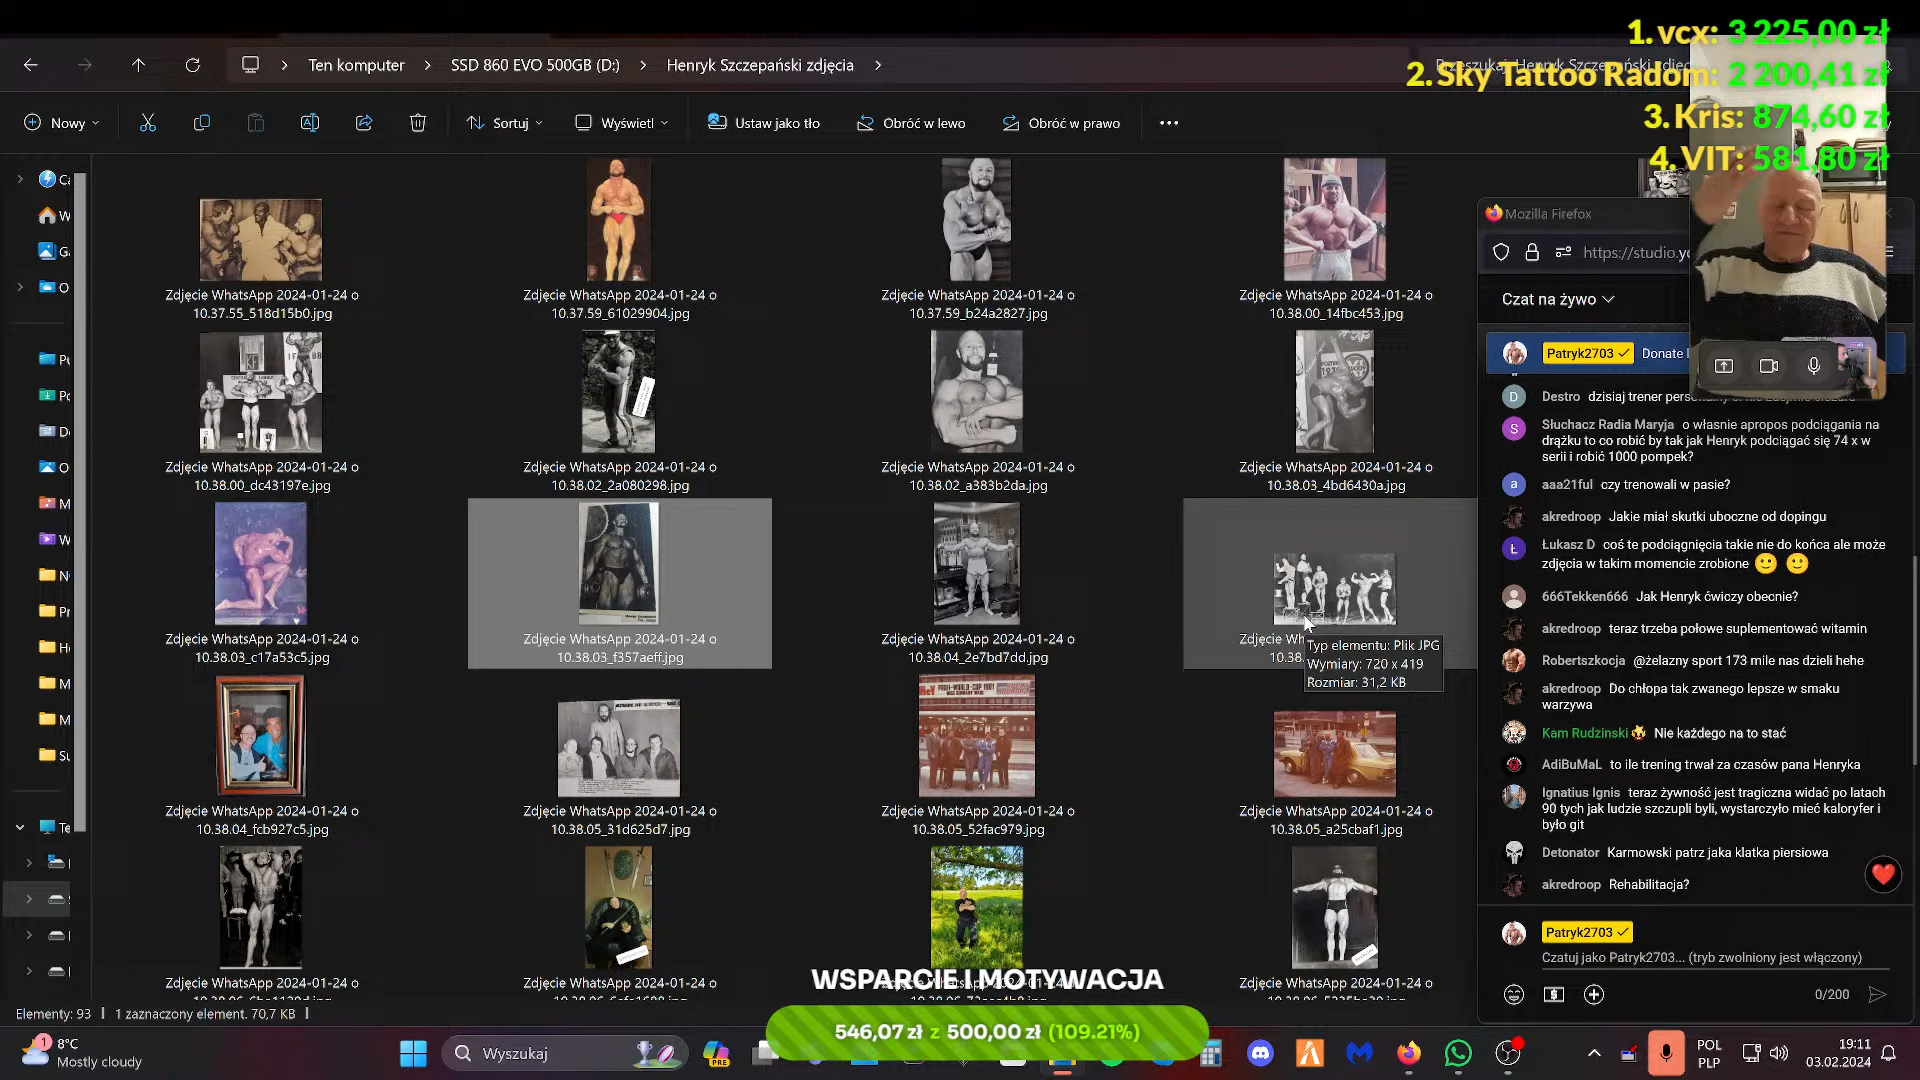 1. vcx: 3 225,00 zł
2. Sky Tattoo Radom: 2 200,41 zł
3. Kris: 874,60 zł
4. VIT: 581,80 zł
Ten komputer
SSD 860 EVO 500GB (D:)
Henryk Szczepański zdjęcia
Przeszukaj: Henryk Szczepański
Nowy
Sortuj
Wyświetl
Ustaw jako tło
Obróć w lewo
Obróć w prawo
Zdjęcie WhatsApp 2024-01-24 o
10.37.55_518d15b0.jpg
Zdjęcie WhatsApp 2024-01-24 o
10.37.59_61029904.jpg
Zdjęcie WhatsApp 2024-01-24 o
10.37.59_b24a2827.jpg
Zdjęcie WhatsApp 2024-01-24 o
10.38.00_14fbc453.jpg
Zdjęcie WhatsApp 2024-01-24 o
10.38.00_dc43197e.jpg
Zdjęcie WhatsApp 2024-01-24 o
10.38.02_2a080298.jpg
Zdjęcie WhatsApp 2024-01-24 o
10.38.02_a383b2da.jpg
Zdjęcie WhatsApp 2024-01-24 o
10.38.03_4bd6430a.jpg
Zdjęcie WhatsApp 2024-01-24 o
10.38.03_c17a53c5.jpg
Zdjęcie WhatsApp 2024-01-24 o
10.38.03_f357aeff.jpg
Zdjęcie WhatsApp 2024-01-24 o
10.38.04_2e7bd7dd.jpg
Zdjęcie Wh
10.38.
Typ elementu: Plik JPG
Wymiary: 720 x 419
Rozmiar: 31,2 KB
Zdjęcie WhatsApp 2024-01-24 o
10.38.04_fcb927c5.jpg
Zdjęcie WhatsApp 2024-01-24 o
10.38.05_31d625d7.jpg
Zdjęcie WhatsApp 2024-01-24 o
10.38.05_52fac979.jpg
Zdjęcie WhatsApp 2024-01-24 o
10.38.05_a25cbaf1.jpg
Zdjęcie WhatsApp 2024-01-24 o
Zdjęcie WhatsApp 2024-01-24 o
Zdjęcie WhatsApp 2024-01-24 o
Elementy: 93
1 zaznaczony element. 70,7 KB
WSPARCIE I MOTYWACJA
546,07 zł z 500,00 zł (109.21%)
Mozilla Firefox
https://studio.yo
Czat na żywo
Patryk2703 Donate
Destro dzisiaj trener
Słuchacz Radia Maryja o własnie apropos podciągania na
drążku to co robić by tak jak Henryk podciągać się 74 x w
serii i robić 1000 pompek?
aaa21ful czy trenowali w pasie?
akredroop Jakie miał skutki uboczne od dopingu
Łukasz D coś te podciągnięcia takie nie do końca ale może
zdjęcia w takim momencie zrobione 🙂 🙂
666Tekken666 Jak Henryk ćwiczy obecnie?
akredroop teraz trzeba połowe suplementować witamin
Robertszkocja @żelazny sport 173 mile nas dzieli hehe
akredroop Do chłopa tak zwanego lepsze w smaku
warzywa
Kam Rudzinski Nie każdego na to stać
AdiBuMaL to ile trening trwał za czasów pana Henryka
Ignatius Ignis teraz żywność jest tragiczna widać po latach
90 tych jak ludzie szczupli byli, wystarczyło mieć kaloryfer i
było git
Detonator Karmowski patrz jaka klatka piersiowa
akredroop Rehabilitacja?
Patryk2703
Czatuj jako Patryk2703... (tryb zwolniony jest włączony)
0/200
8°C
Mostly cloudy
Wyszukaj
POL
PLP
19:11
03.02.2024